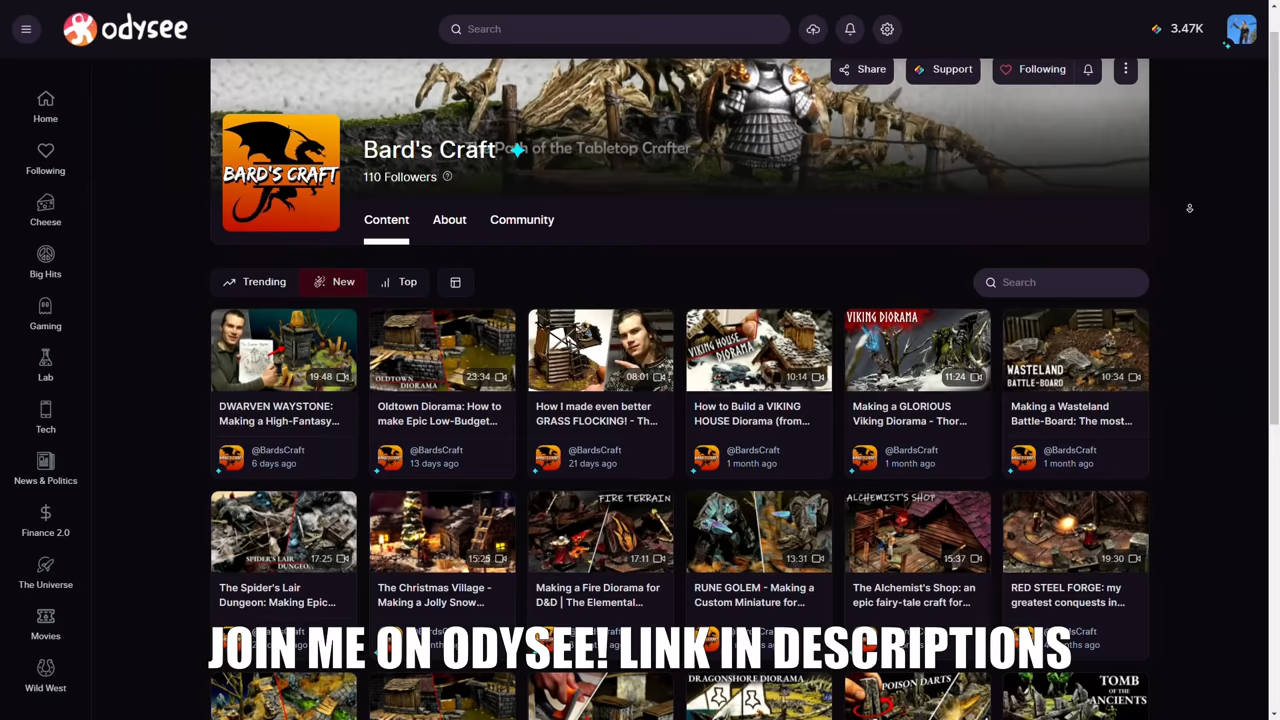 odysee
Search
3.47K
Home
Following
Cheese
Big Hits
Gaming
Lab
Tech
News & Politics
Finance 2.0
The Universe
Movies
Wild West
Share
Support
Following
Path of the Tabletop Crafter
BARD'S CRAFT
Bard's Craft
110 Followers
Content
About
Community
Trending
New
Top
Search
19:48
DWARVEN WAYSTONE:
Making a High-Fantasy...
@BardsCraft
6 days ago
OLDTOWN
DIORAMA
23:34
Oldtown Diorama: How to
make Epic Low-Budget...
@BardsCraft
13 days ago
08:01
How I made even better
GRASS FLOCKING! - Th...
@BardsCraft
21 days ago
VIKING
HOUSE
DIORAMA
10:14
How to Build a VIKING
HOUSE Diorama (from...
@BardsCraft
1 month ago
VIKING DIORAMA
11:24
Making a GLORIOUS
Viking Diorama - Thor...
@BardsCraft
1 month ago
WASTELAND
BATTLE-BOARD
10:34
Making a Wasteland
Battle-Board: The most...
@BardsCraft
1 month ago
SPIDER'S LAIR
DUNGEON
17:25
The Spider's Lair
Dungeon: Making Epic...
15:25
The Christmas Village -
Making a Jolly Snow...
FIRE TERRAIN
17:11
Making a Fire Diorama for
D&D | The Elemental...
13:31
RUNE GOLEM - Making a
Custom Miniature for...
ALCHEMIST'S SHOP
15:37
The Alchemist's Shop: an
epic fairy-tale craft for...
19:30
RED STEEL FORGE: my
greatest conquests in...
JOIN ME ON ODYSEE! LINK IN DESCRIPTIONS
DRAGONSHORE DIORAMA
POISON DARTS
TOMB
OF THE
ANCIENTS